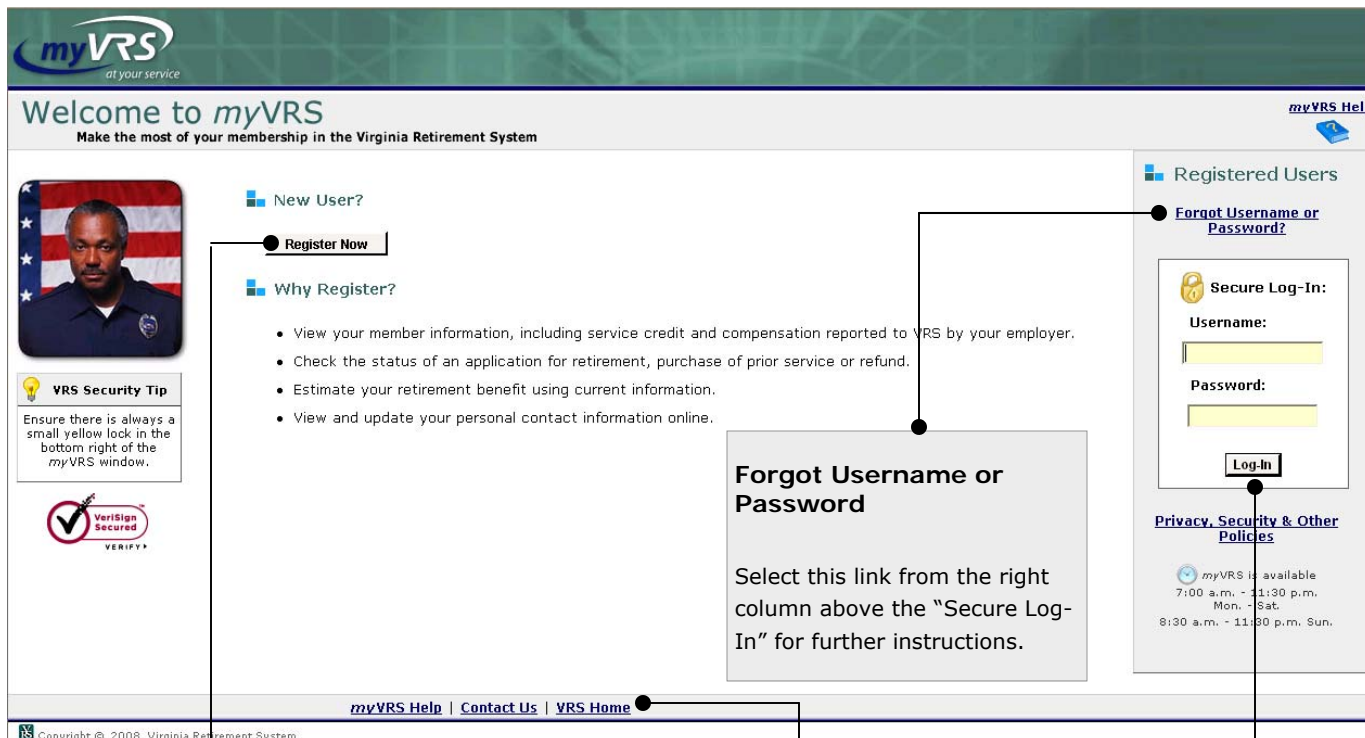 myVRS
at your service
Welcome to myVRS
Make the most of your membership in the Virginia Retirement System
myVRS Hel
New User?
Register Now
Why Register?
• View your member information, including service credit and compensation reported to VRS by your employer.
• Check the status of an application for retirement, purchase of prior service or refund.
• Estimate your retirement benefit using current information.
• View and update your personal contact information online.
VRS Security Tip
Ensure there is always a
small yellow lock in the
bottom right of the
myVRS window.
VeriSign
Secured
VERIFY
Forgot Username or
Password
Select this link from the right
column above the “Secure Log-
In” for further instructions.
Registered Users
Forgot Username or
Password?
Secure Log-In:
Username:
Password:
Log-In
Privacy, Security & Other
Policies
myVRS is available
7:00 a.m. - 11:30 p.m.
Mon. - Sat.
8:30 a.m. - 11:30 p.m. Sun.
myVRS Help | Contact Us | VRS Home
Copyright © 2008, Virginia Retirement System